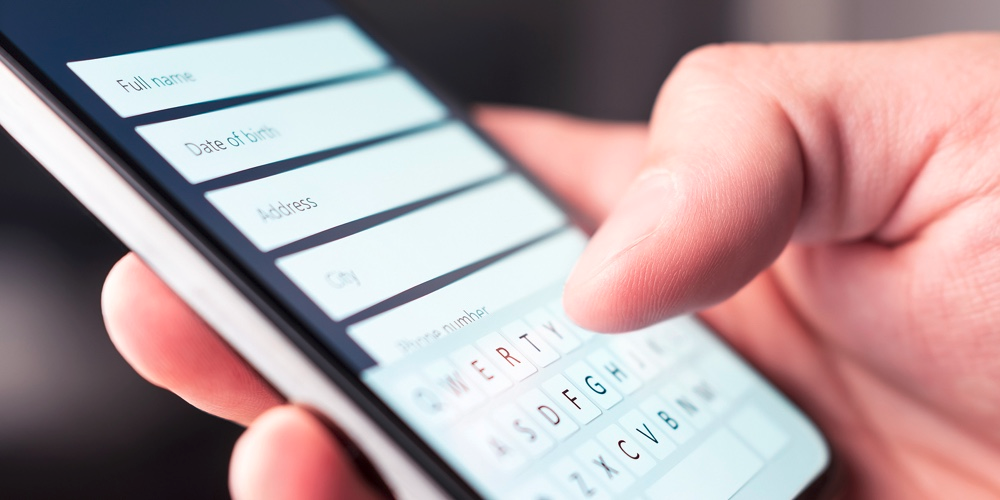 Full name
Date of birth
Address
City
Phone number
Q W E R T Y
A S D F G H J K
Z X C V B N M